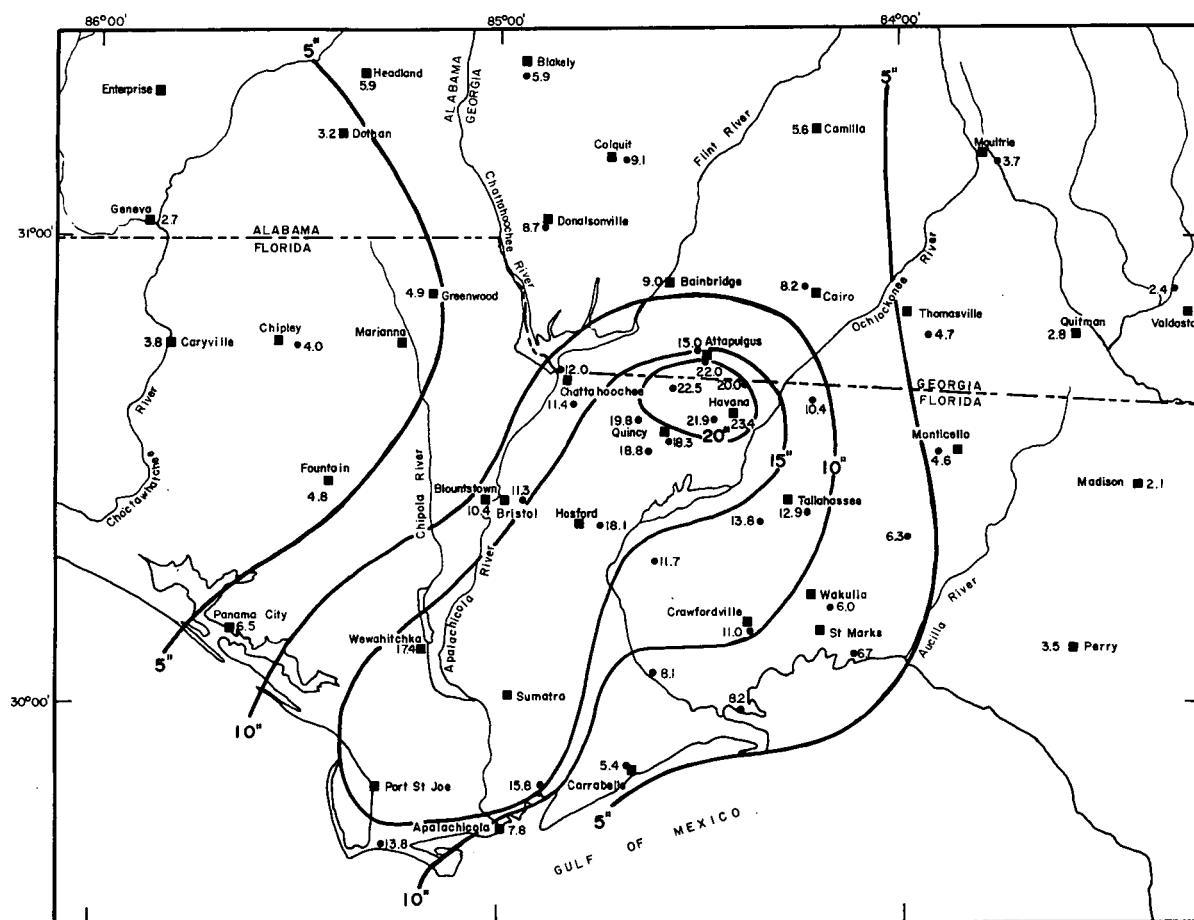 86°00'
85°00'
84°00'
5"
Headland
5.9
Enterprise
ALABAMA
GEORGIA
Blakely
5.9
5"
3.2 Dothan
Colquit
9.1
Flint River
5.6
Camilla
Moultrie
3.7
Chattahoochee River
Geneva
2.7
Donalsonville
8.7
31°00'
ALABAMA
FLORIDA
4.9
Greenwood
9.0
Bainbridge
8.2
Cairo
Ochlockonee River
2.4
Thomasville
4.7
Quitman
2.8
Valdosta
Chipley
4.0
Marianna
3.8
Caryville
15.0
Attapulgus
22.0
12.0
Chattahoochee
11.4
22.5
20.0
GEORGIA
FLORIDA
Havana
23.4
10.4
19.8
21.9
Quincy
18.3
20"
18.8
15"
10"
Monticello
4.6
River
Choctawhatchee
Fountain
4.8
Chipola River
Blountstown
10.4
11.3
Bristol
Hosford
18.1
Tallahassee
12.9
13.8
Madison
2.1
6.3
11.7
Apalachicola River
Panama City
6.5
5"
Wewahitchka
17.4
Crawfordville
11.0
Wakulla
6.0
St Marks
6.7
Aucilla River
3.5
Perry
30°00'
10"
Sumatra
8.1
8.2
Port St Joe
15.8
5.4
Carrabelle
5"
Apalachicola
7.8
13.8
10"
GULF OF MEXICO